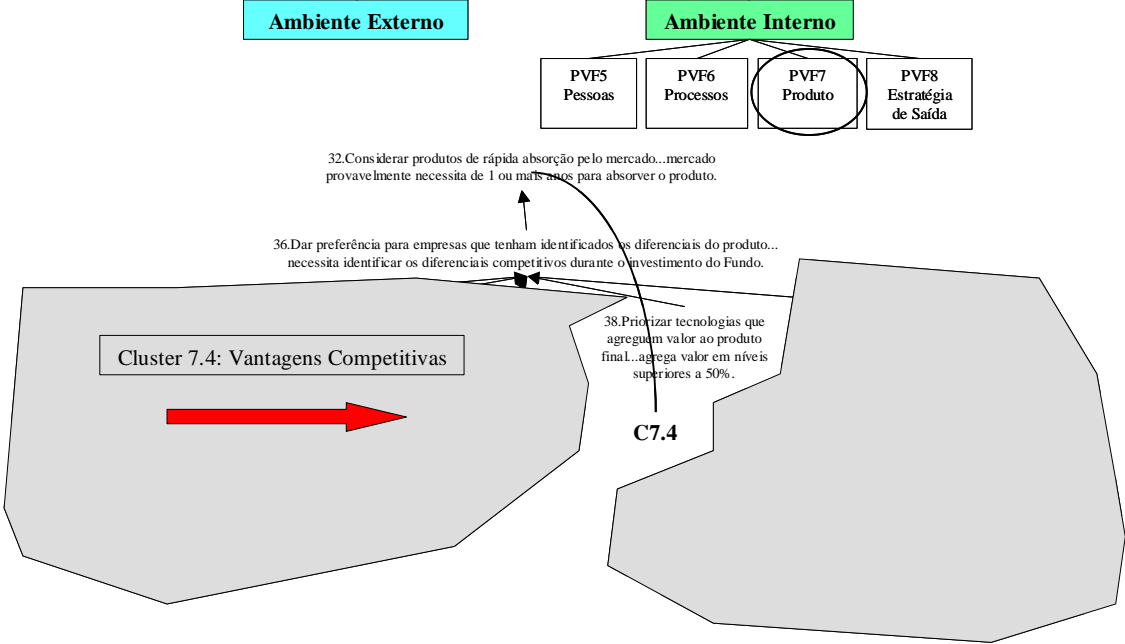 Ambiente Externo
Ambiente Interno
PVF5
Pessoas
PVF6
Processos
PVF7
Produto
PVF8
Estratégia
de Saída
32.Considerar produtos de rápida absorção pelo mercado...mercado
provavelmente necessita de 1 ou mais anos para absorver o produto.
36.Dar preferência para empresas que tenham identificados os diferenciais do produto...
necessita identificar os diferenciais competitivos durante o investimento do Fundo.
38.Priorizar tecnologias que
agreguem valor ao produto
final...agrega valor em níveis
superiores a 50%.
Cluster 7.4: Vantagens Competitivas
C7.4